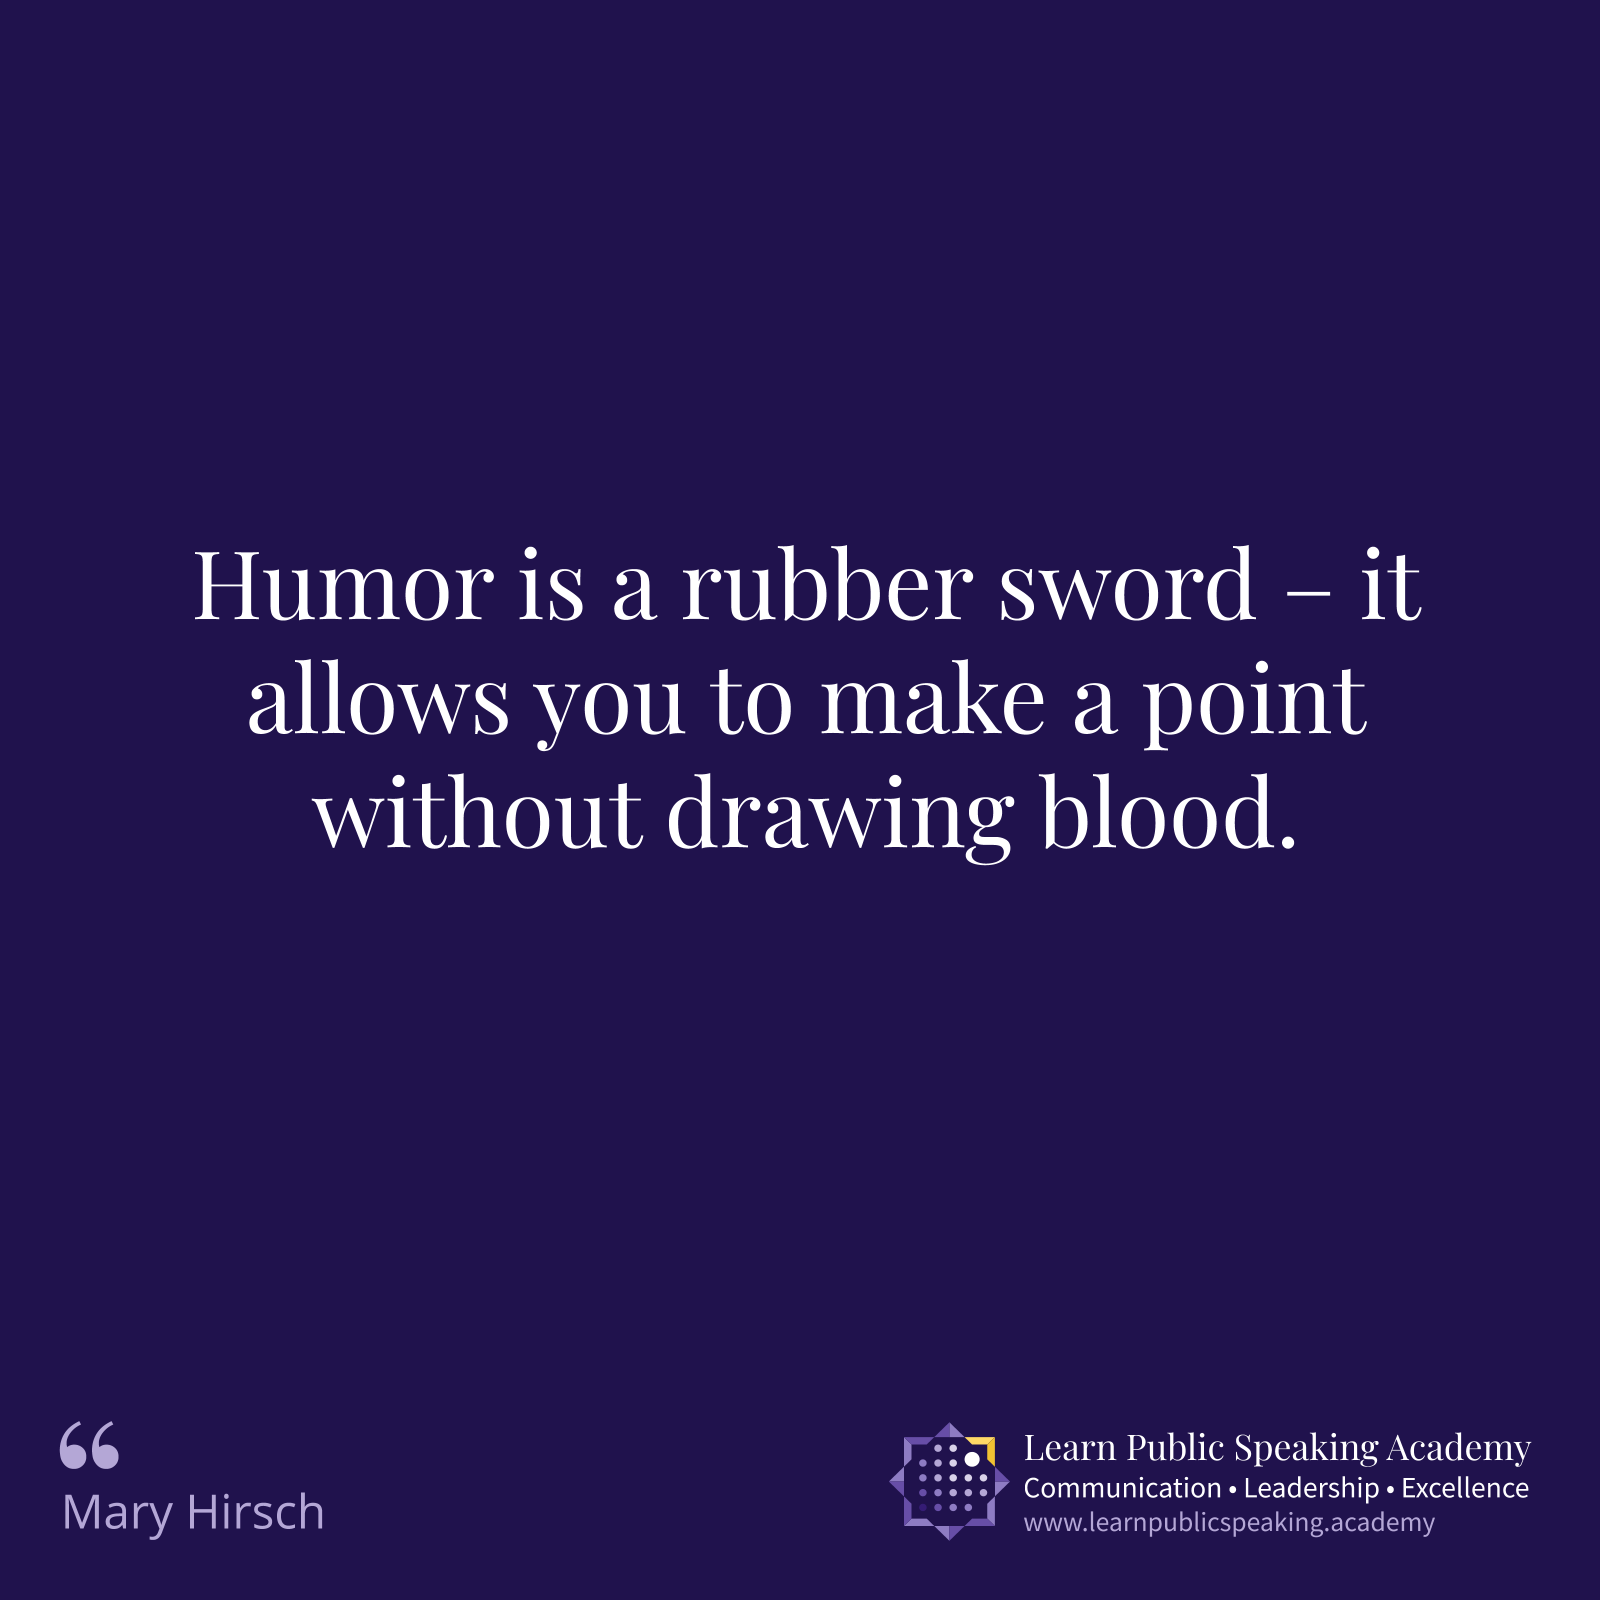 Humor is a rubber sword – it
allows you to make a point
without drawing blood.
“
Mary Hirsch
Learn Public Speaking Academy
Communication • Leadership • Excellence
www.learnpublicspeaking.academy